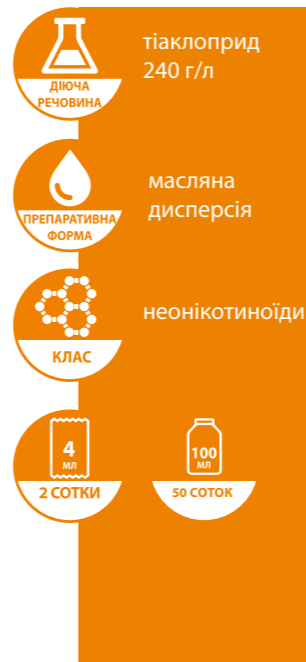 ДІЮЧА
РЕЧОВИНА
тіаклоприд
240 г/л
ПРЕПАРАТИВНА
ФОРМА
масляна
дисперсія
КЛАС
неонікотиноїди
4
МЛ
2 СОТКИ
100
МЛ
50 СОТОК